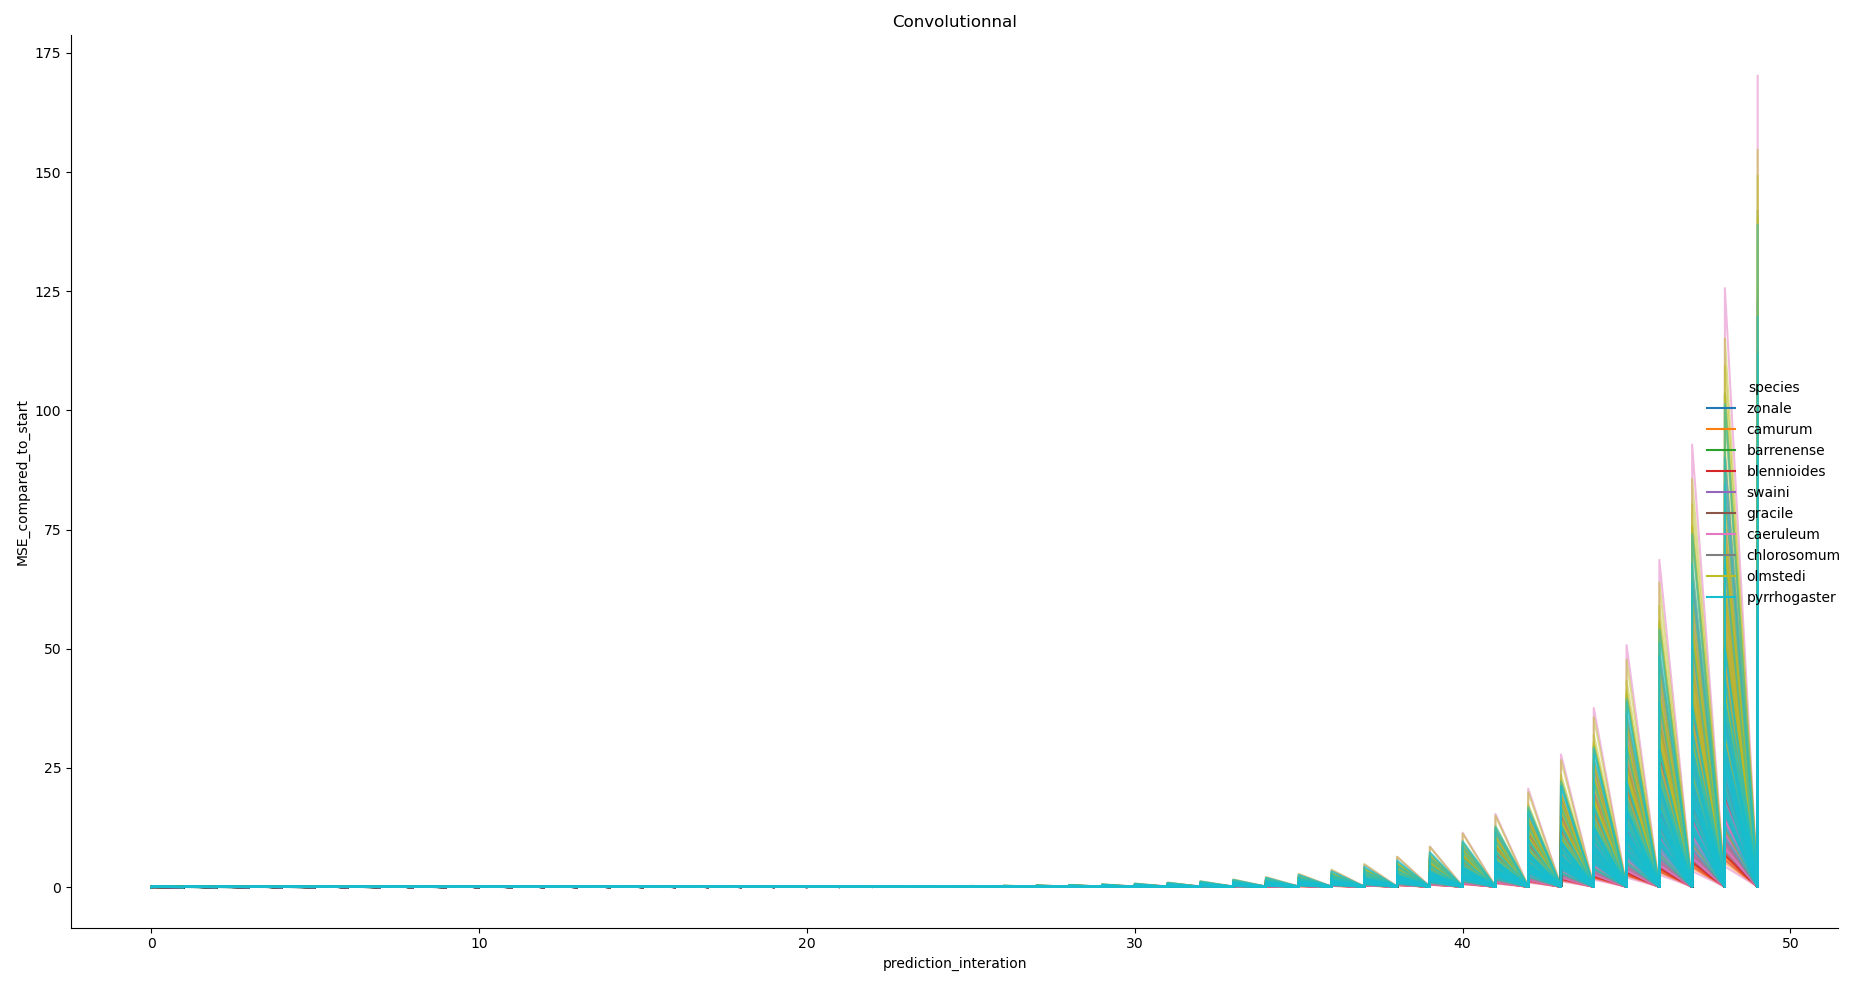 Convolutionnal
175
150
125
100
75
50
25
0
MSE_compared_to_start
0
10
20
30
40
50
prediction_interation
species
zonale
camurum
barrenense
blennioides
swaini
gracile
caeruleum
chlorosomum
olmstedi
pyrrhogaster